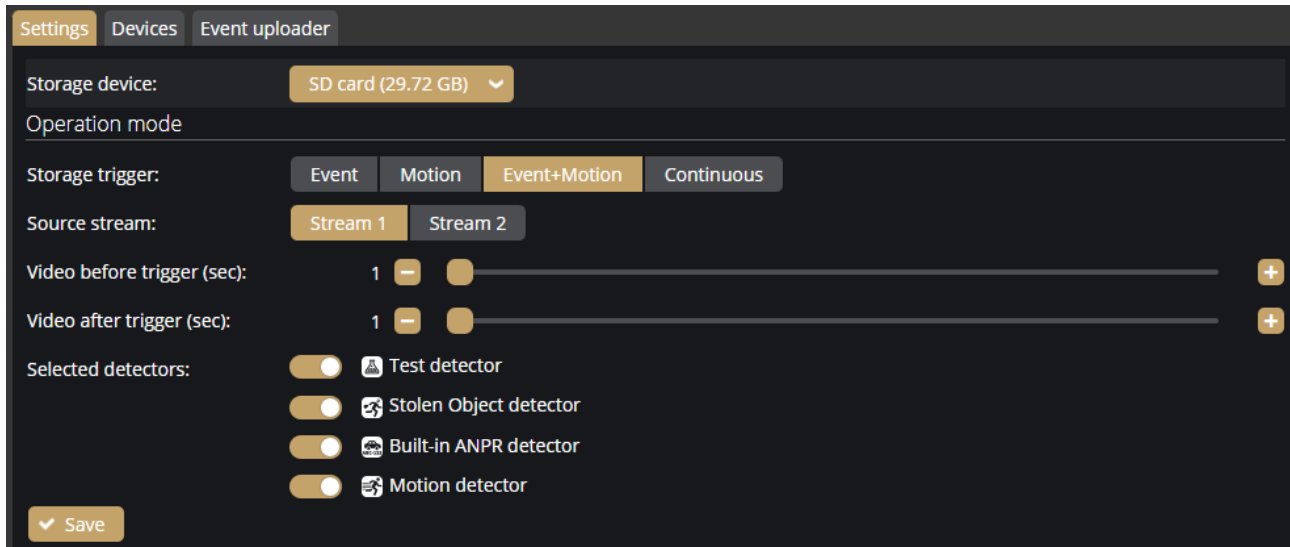 Settings Devices Event uploader
Storage device: SD card (29.72 GB)
Operation mode
Storage trigger: Event Motion Event+Motion Continuous
Source stream: Stream 1 Stream 2
Video before trigger (sec): 1
Video after trigger (sec): 1
Selected detectors: Test detector
Stolen Object detector
Built-in ANPR detector
Motion detector
Save